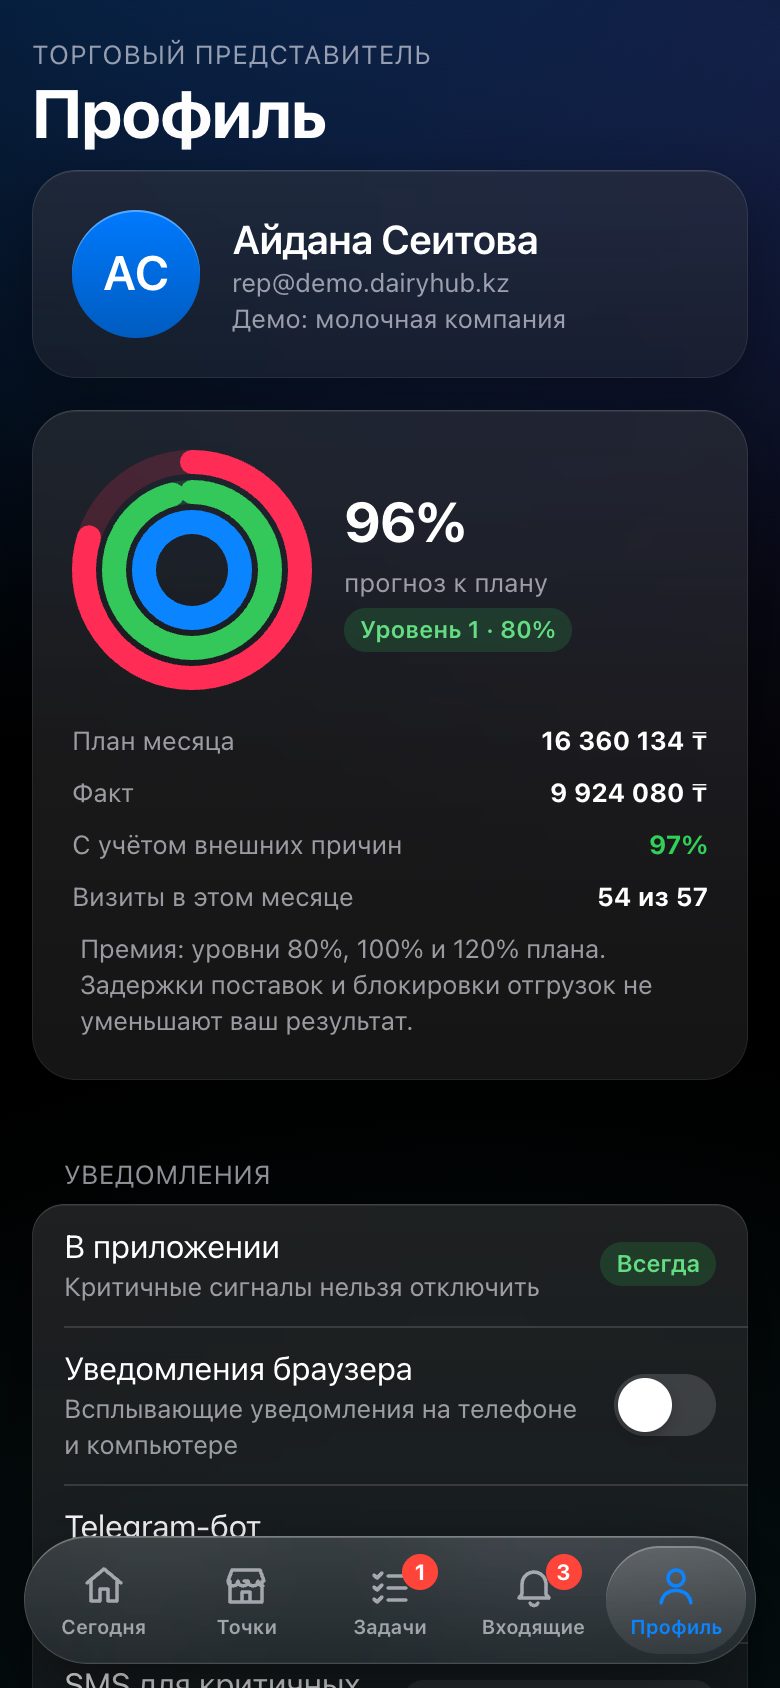 ТОРГОВЫЙ ПРЕДСТАВИТЕЛЬ
Профиль
АС
Айдана Сеитова
rep@demo.dairyhub.kz
Демо: молочная компания
96%
прогноз к плану
Уровень 1 · 80%
План месяца 16 360 134 ₸
Факт 9 924 080 ₸
С учётом внешних причин 97%
Визиты в этом месяце 54 из 57
Премия: уровни 80%, 100% и 120% плана.
Задержки поставок и блокировки отгрузок не
уменьшают ваш результат.
УВЕДОМЛЕНИЯ
В приложении
Критичные сигналы нельзя отключить
Всегда
Уведомления браузера
Всплывающие уведомления на телефоне
и компьютере
Telegram-бот
1 3
Сегодня Точки Задачи Входящие Профиль
SMS для критичных